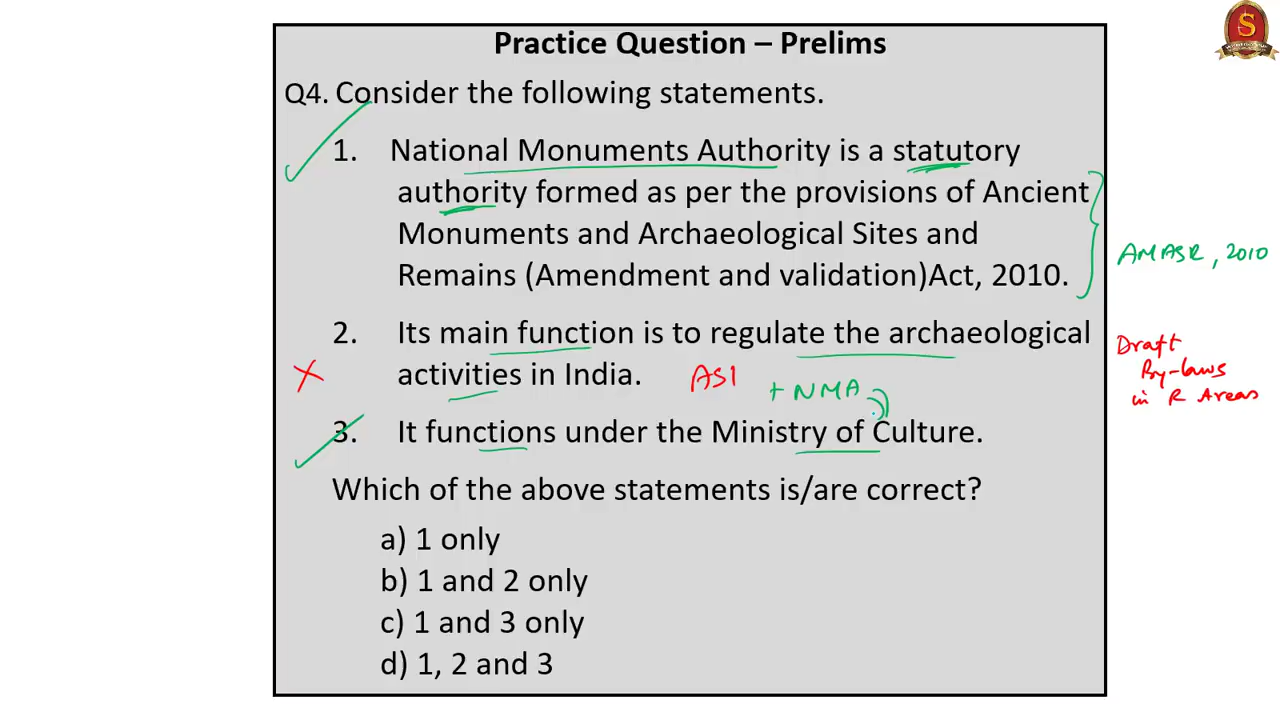 Practice Question – Prelims
Q4. Consider the following statements.
1. National Monuments Authority is a statutory
authority formed as per the provisions of Ancient
Monuments and Archaeological Sites and
Remains (Amendment and validation)Act, 2010.
AMASR, 2010
2. Its main function is to regulate the archaeological
activities in India.
ASI
+ NMA
Draft
By-laws
in R Areas
3. It functions under the Ministry of Culture.
Which of the above statements is/are correct?
a) 1 only
b) 1 and 2 only
c) 1 and 3 only
d) 1, 2 and 3
S